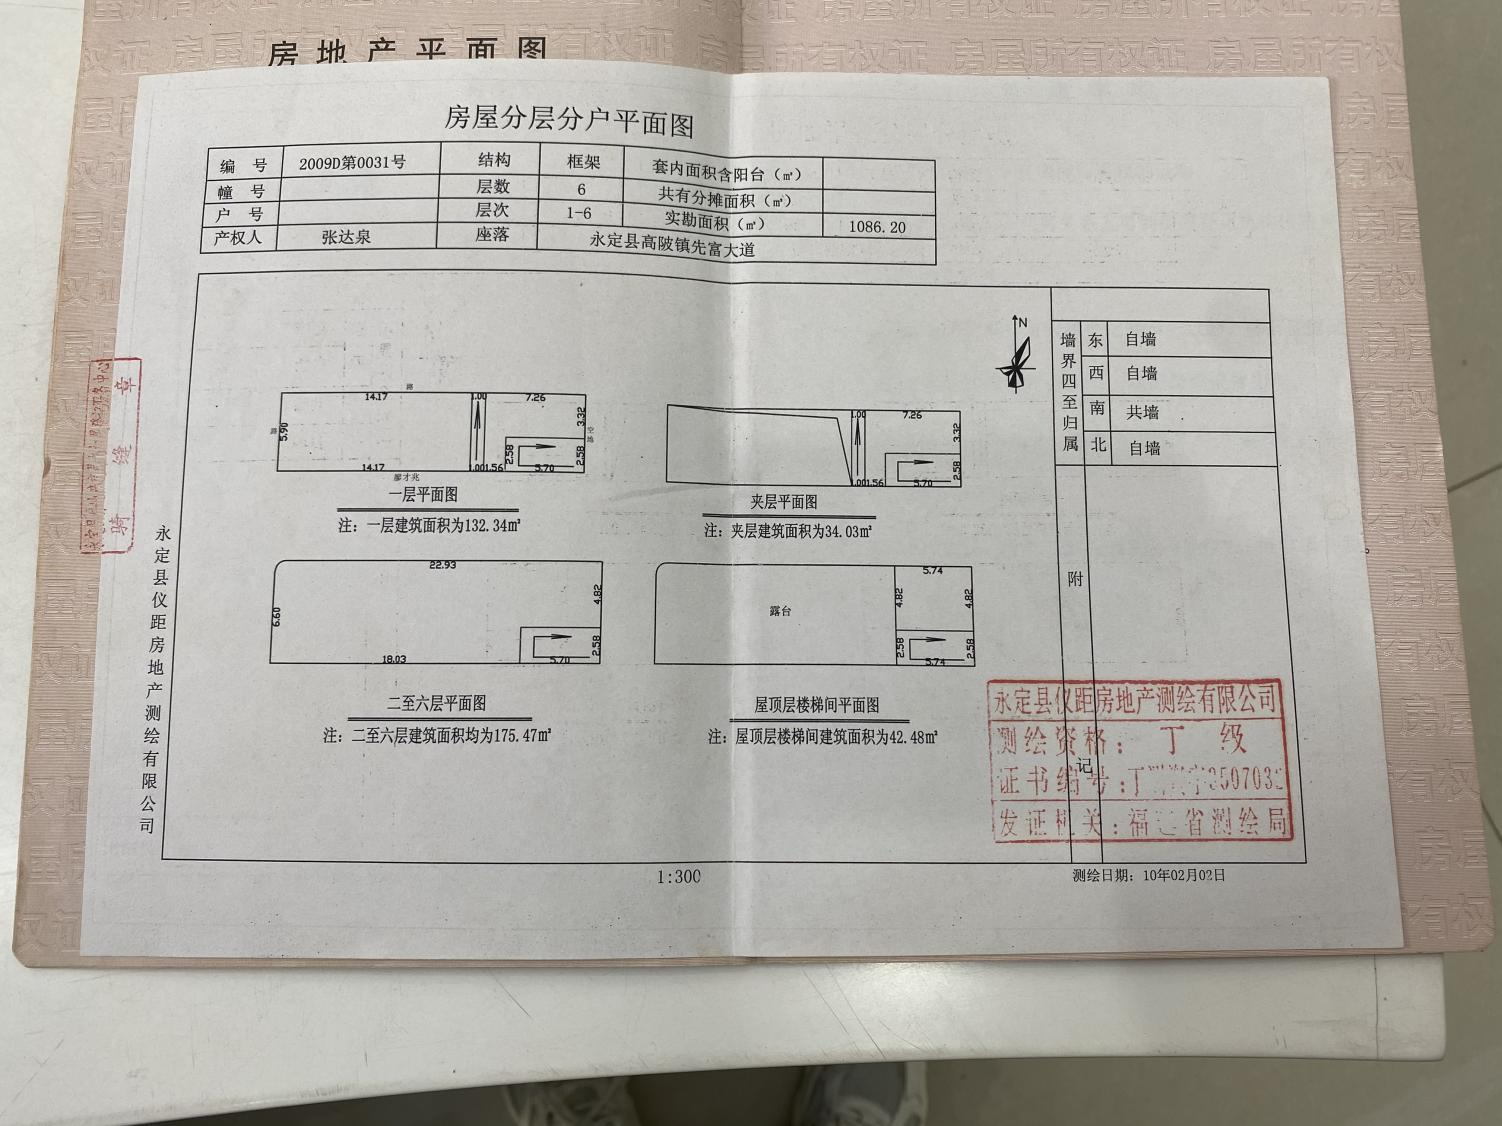 房地产平面图
房屋分层分户平面图
编 号 2009D第0031号 结构 框架 套内面积含阳台（㎡）
幢 号 层数 6 共有分摊面积（㎡）
户 号 层次 1-6 实勘面积（㎡） 1086.20
产权人 张达泉 座落 永定县高陂镇先富大道
N
墙界四至归属
东 自墙
西 自墙
南 共墙
北 自墙
附
记
路
14.17 1.00 7.26
路 5.90 3.32 空地
2.58 2.58
14.17 1.00 1.56 5.70
廖才兆
一层平面图
注：一层建筑面积为132.34㎡
1.00 7.26
3.32
2.58
1.00 1.56 5.70
夹层平面图
注：夹层建筑面积为34.03㎡
22.93
6.60 4.82
2.58
18.03 5.70
二至六层平面图
注：二至六层建筑面积均为175.47㎡
5.74
露台 4.82 4.82
2.58 2.58
5.74
屋顶层楼梯间平面图
注：屋顶层楼梯间建筑面积为42.48㎡
永定县仪距房地产测绘有限公司
测绘资格：丁 级
证书编号：丁
350703
发证机关：福 省测绘局
永定县仪距房地产测绘有限公司
骑 缝 章
1:300
测绘日期：10年02月02日